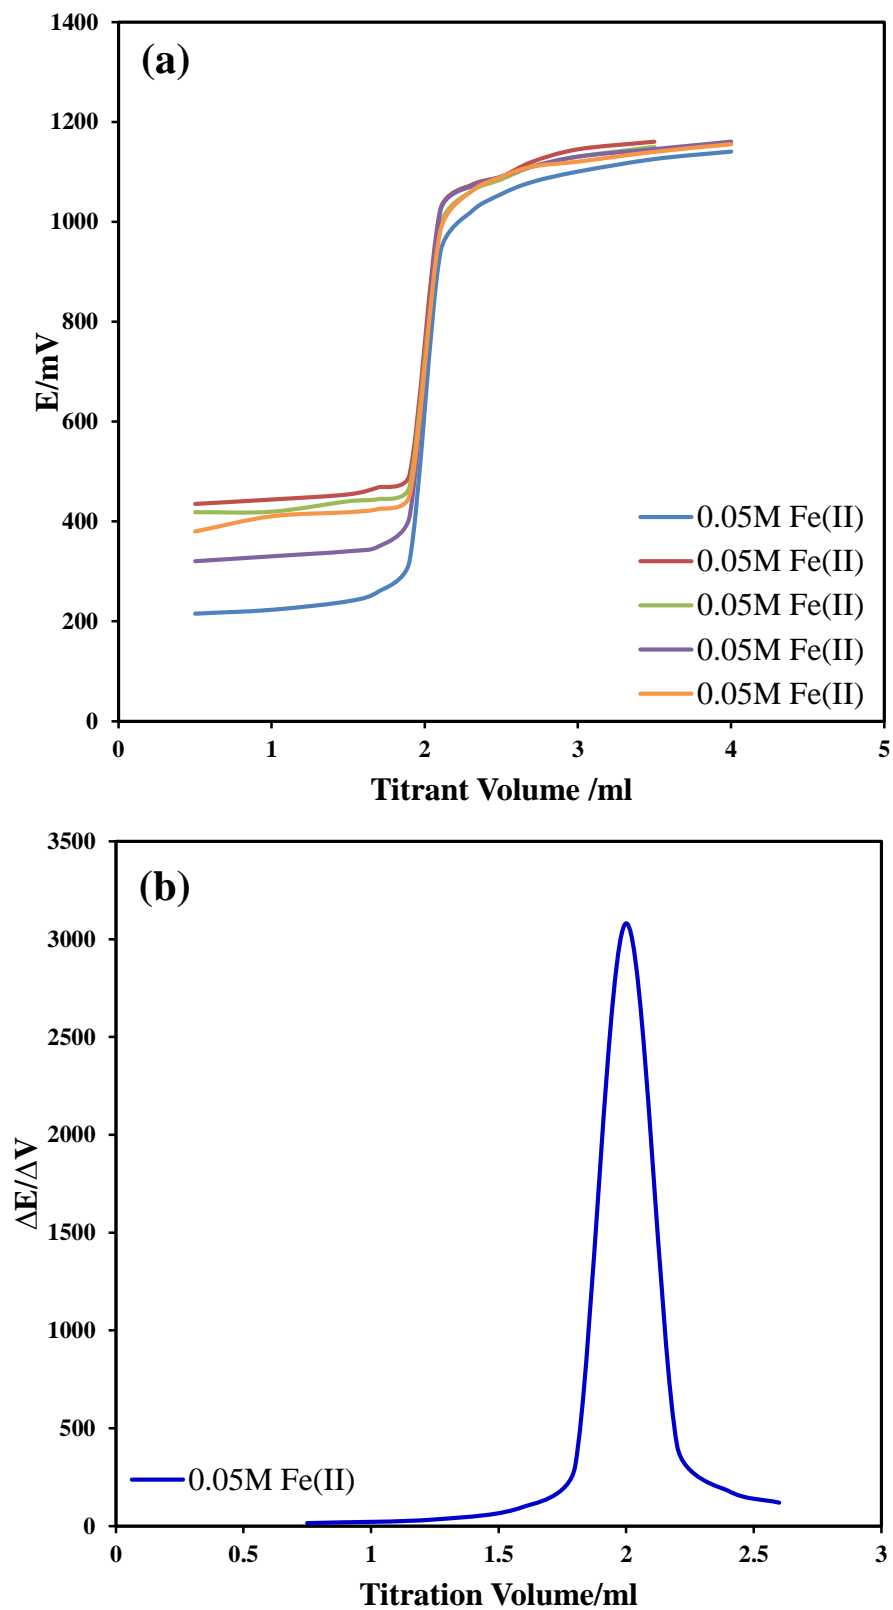 (a)
1400
1200
1000
800
600
400
200
0
E/mV
0.05M Fe(II)
0.05M Fe(II)
0.05M Fe(II)
0.05M Fe(II)
0.05M Fe(II)
0 1 2 3 4 5
Titrant Volume /ml
(b)
3500
3000
2500
2000
1500
1000
500
0
ΔE/ΔV
0.05M Fe(II)
0 0.5 1 1.5 2 2.5 3
Titration Volume/ml